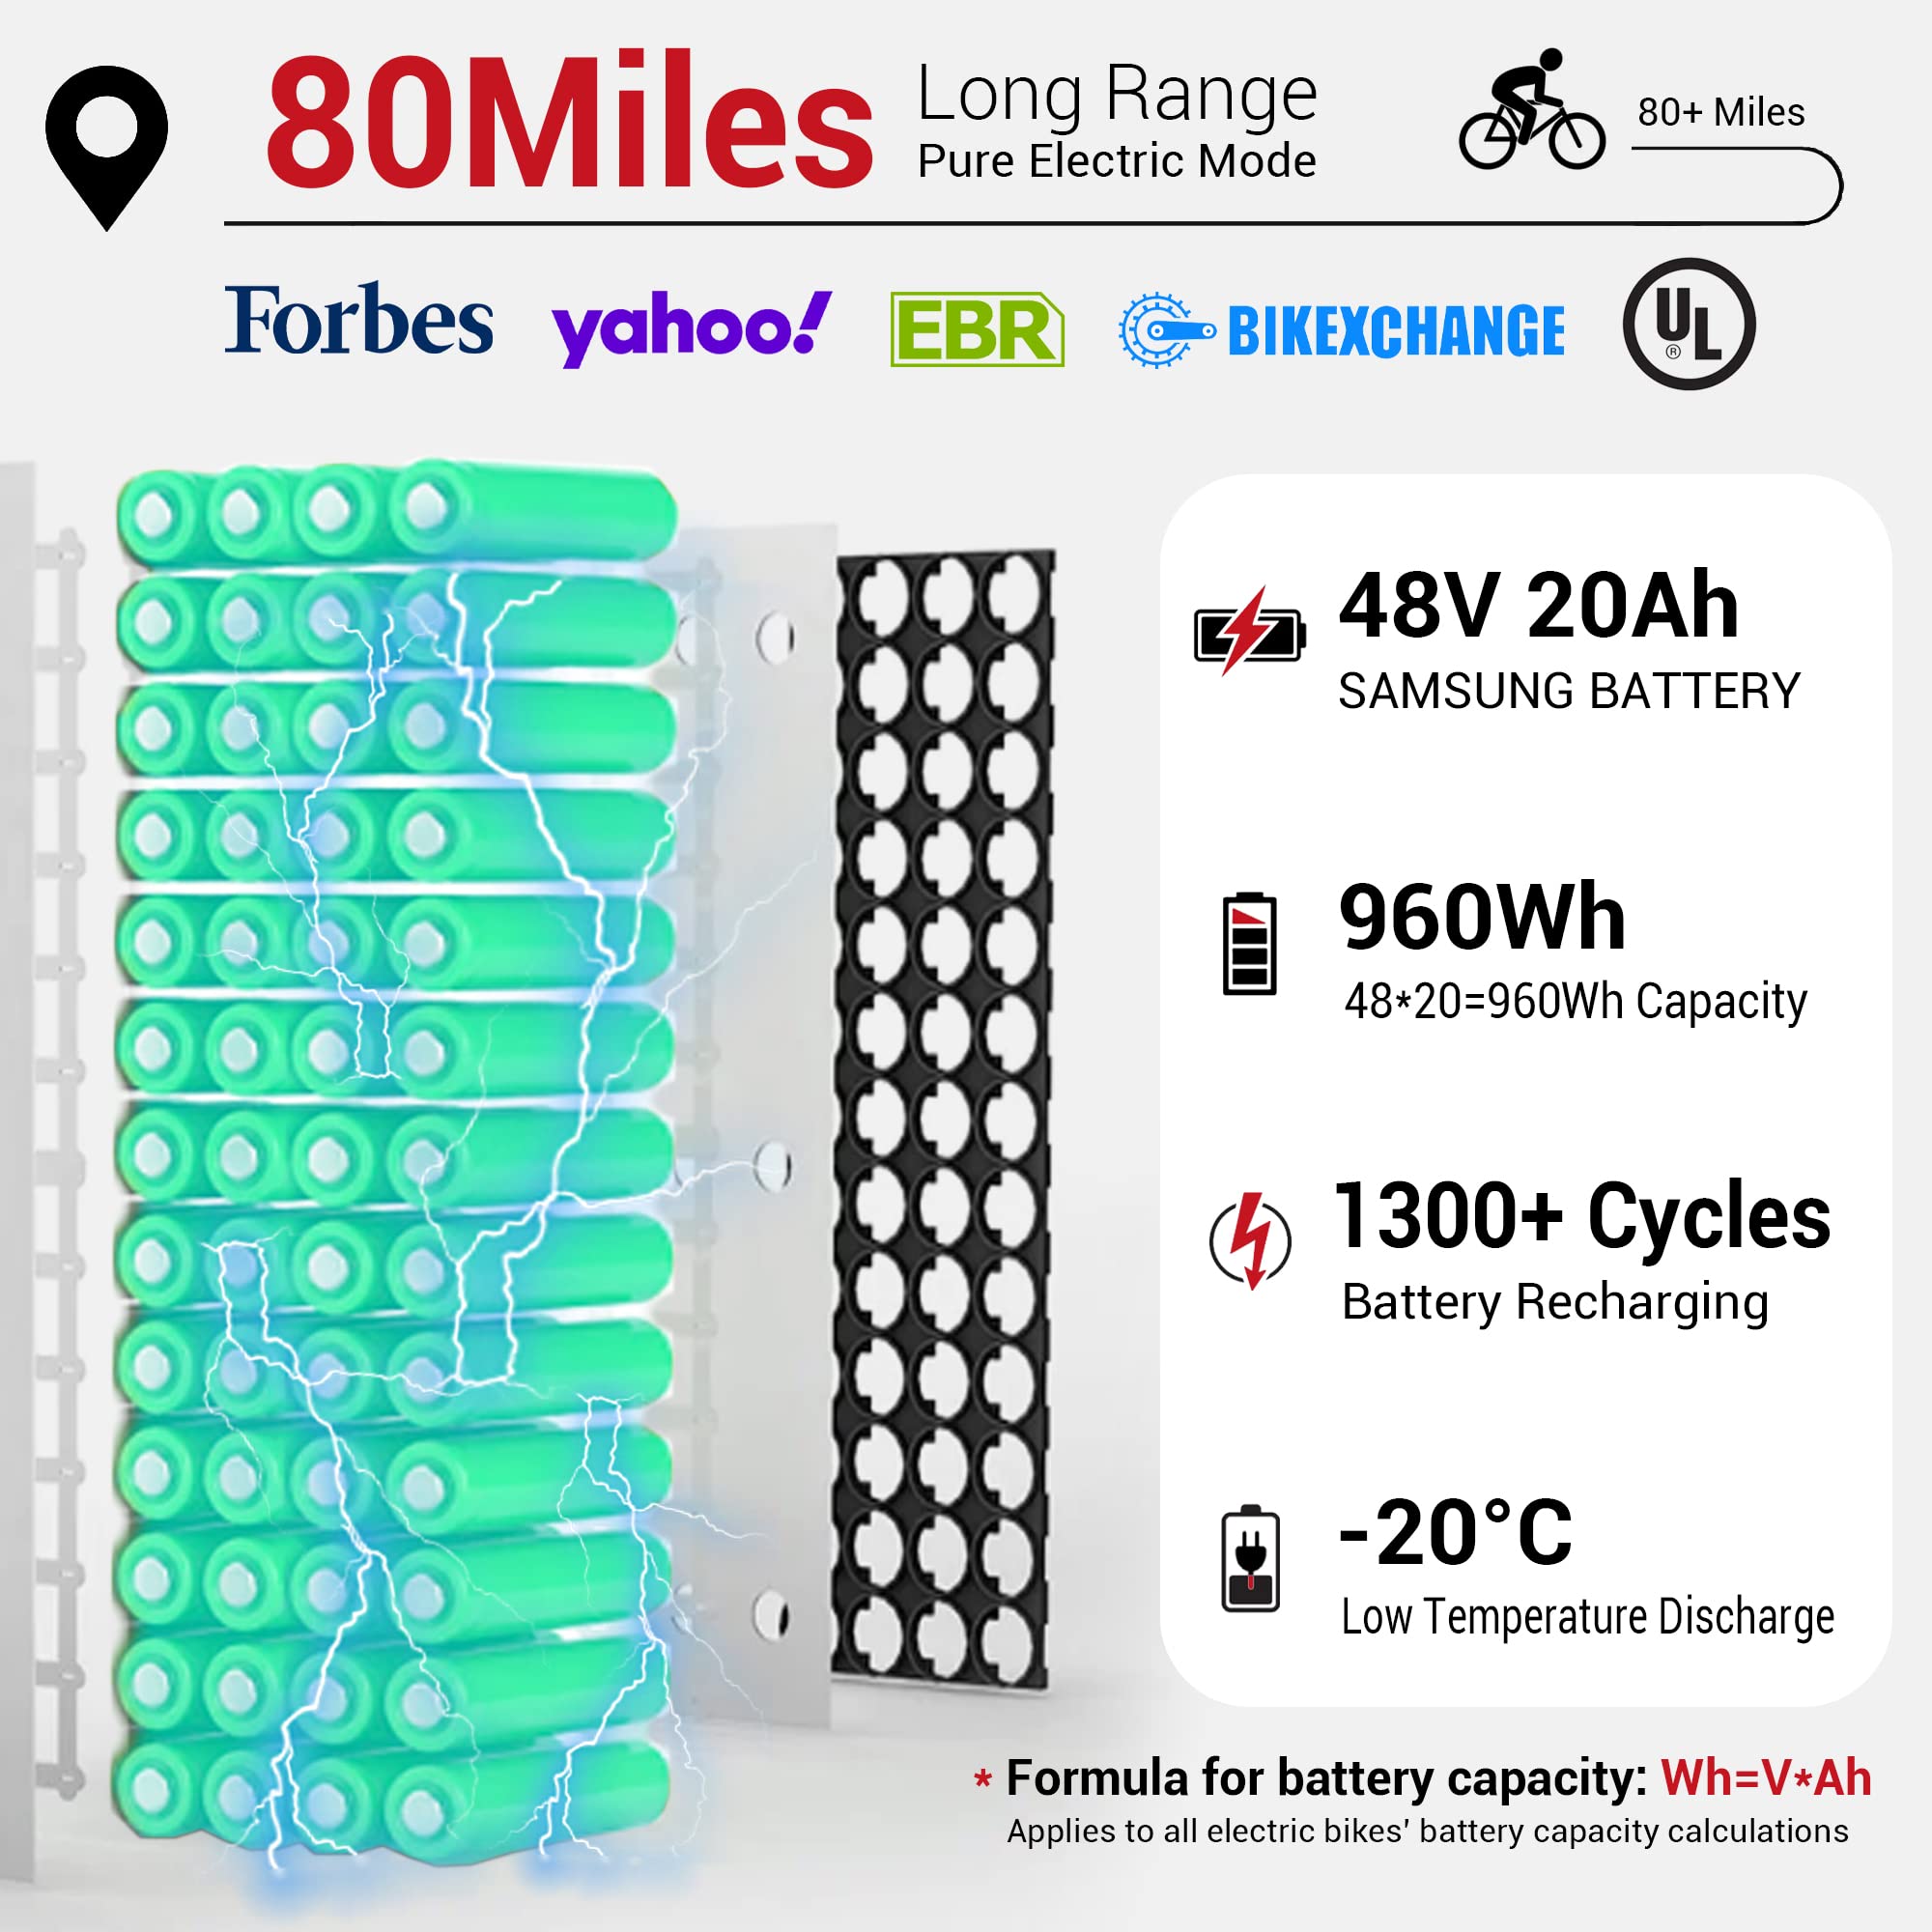 80Miles
Long Range
Pure Electric Mode
80+ Miles
Forbes
yahoo!
EBR
BIKEXCHANGE
UL
®
48V 20Ah
SAMSUNG BATTERY
960Wh
48*20=960Wh Capacity
1300+ Cycles
Battery Recharging
-20°C
Low Temperature Discharge
* Formula for battery capacity: Wh=V*Ah
Applies to all electric bikes' battery capacity calculations